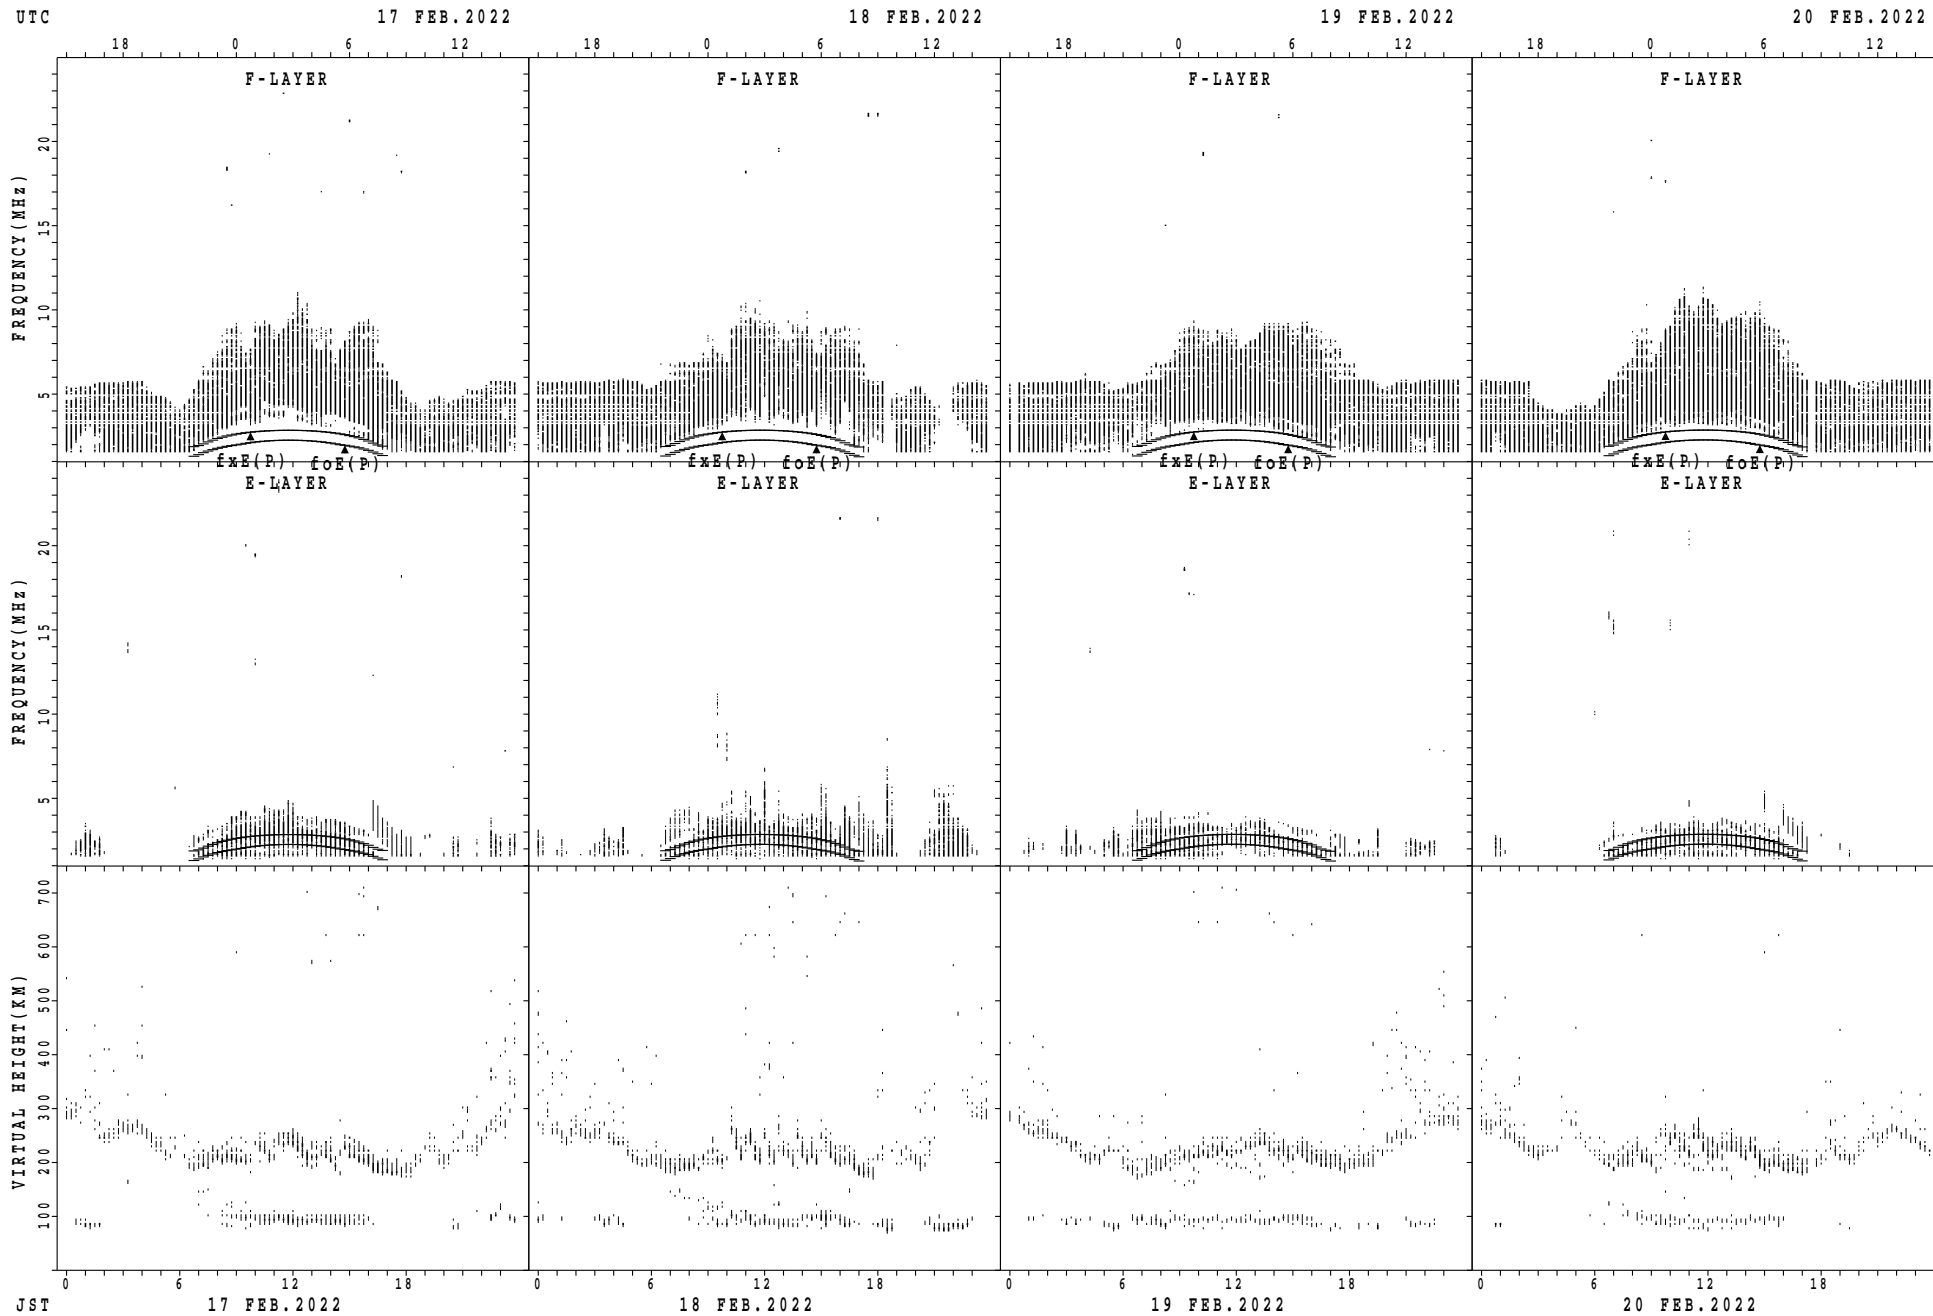 UTC 17 FEB.2022 18 FEB.2022 19 FEB.2022 20 FEB.2022
18 0 6 12 18 0 6 12 18 0 6 12 18 0 6 12
F-LAYER F-LAYER F-LAYER F-LAYER
FREQUENCY(MHz)
20
15
10
5
fxE(P) foE(P) fxE(P) foE(P) fxE(P) foE(P) fxE(P) foE(P)
E-LAYER E-LAYER E-LAYER E-LAYER
FREQUENCY(MHz)
20
15
10
5
VIRTUAL HEIGHT(KM)
700
600
500
400
300
200
100
0 6 12 18 0 6 12 18 0 6 12 18 0 6 12 18
JST 17 FEB.2022 18 FEB.2022 19 FEB.2022 20 FEB.2022